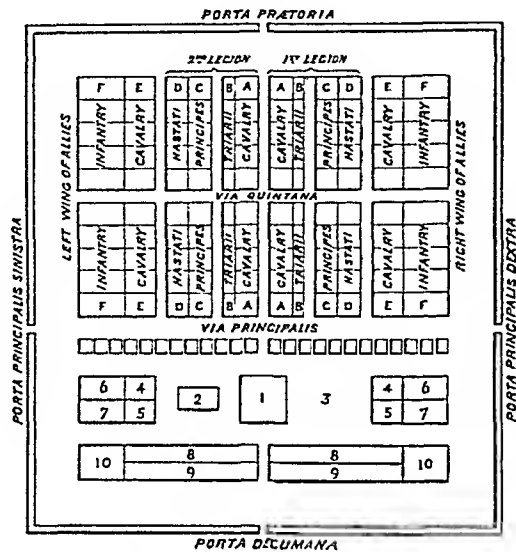 PORTA PRÆTORIA
2ND LEGION 1ST LEGION
F E D C B A A B C D E F
INFANTRY CAVALRY HASTATI PRINCIPES TRIARII CAVALRY CAVALRY TRIARII PRINCIPES HASTATI CAVALRY INFANTRY
LEFT WING OF ALLIES
RIGHT WING OF ALLIES
VIA QUINTANA
INFANTRY CAVALRY HASTATI PRINCIPES TRIARII CAVALRY CAVALRY TRIARII PRINCIPES HASTATI CAVALRY INFANTRY
F E D C B A A B C D E F
PORTA PRINCIPALIS SINISTRA
PORTA PRINCIPALIS DEXTRA
VIA PRINCIPALIS
6 4 2 1 3 4 6
7 5 5 7
10 8 8 10
9 9
PORTA DECUMANA